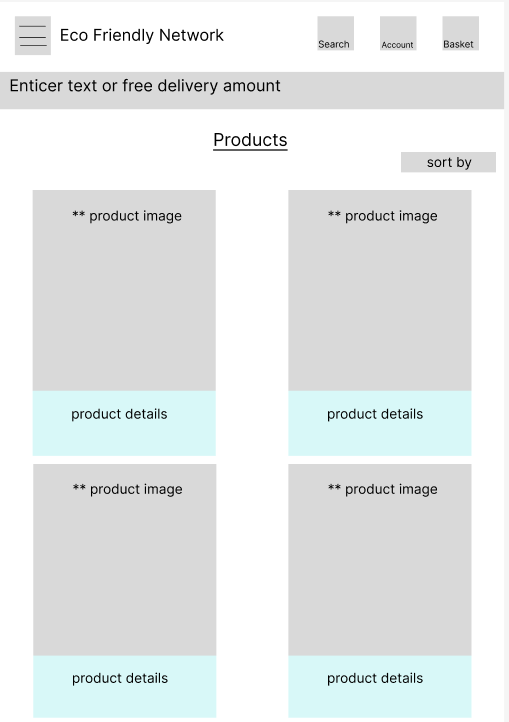 Eco Friendly Network
Search
Account
Basket
Enticer text or free delivery amount
Products
sort by
** product image
** product image
product details
product details
** product image
** product image
product details
product details